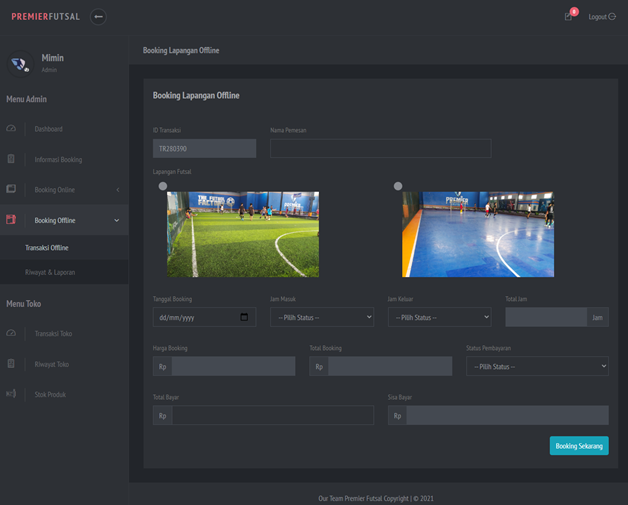 PREMIERFUTSAL
8
Logout
Mimin
Admin
Menu Admin
Dashboard
Informasi Booking
Booking Online
Booking Offline
Transaksi Offline
Riwayat & Laporan
Menu Toko
Transaksi Toko
Riwayat Toko
Stok Produk
Booking Lapangan Offline
Booking Lapangan Offline
ID Transaksi
Nama Pemesan
TR280390
Lapangan Futsal
PREMIER
Tanggal Booking
Jam Masuk
Jam Keluar
Total Jam
dd/mm/yyyy
-- Pilih Status --
-- Pilih Status --
Jam
Harga Booking
Total Booking
Status Pembayaran
Rp
Rp
-- Pilih Status --
Total Bayar
Sisa Bayar
Rp
Rp
Booking Sekarang
Our Team Premier Futsal Copyright | © 2021